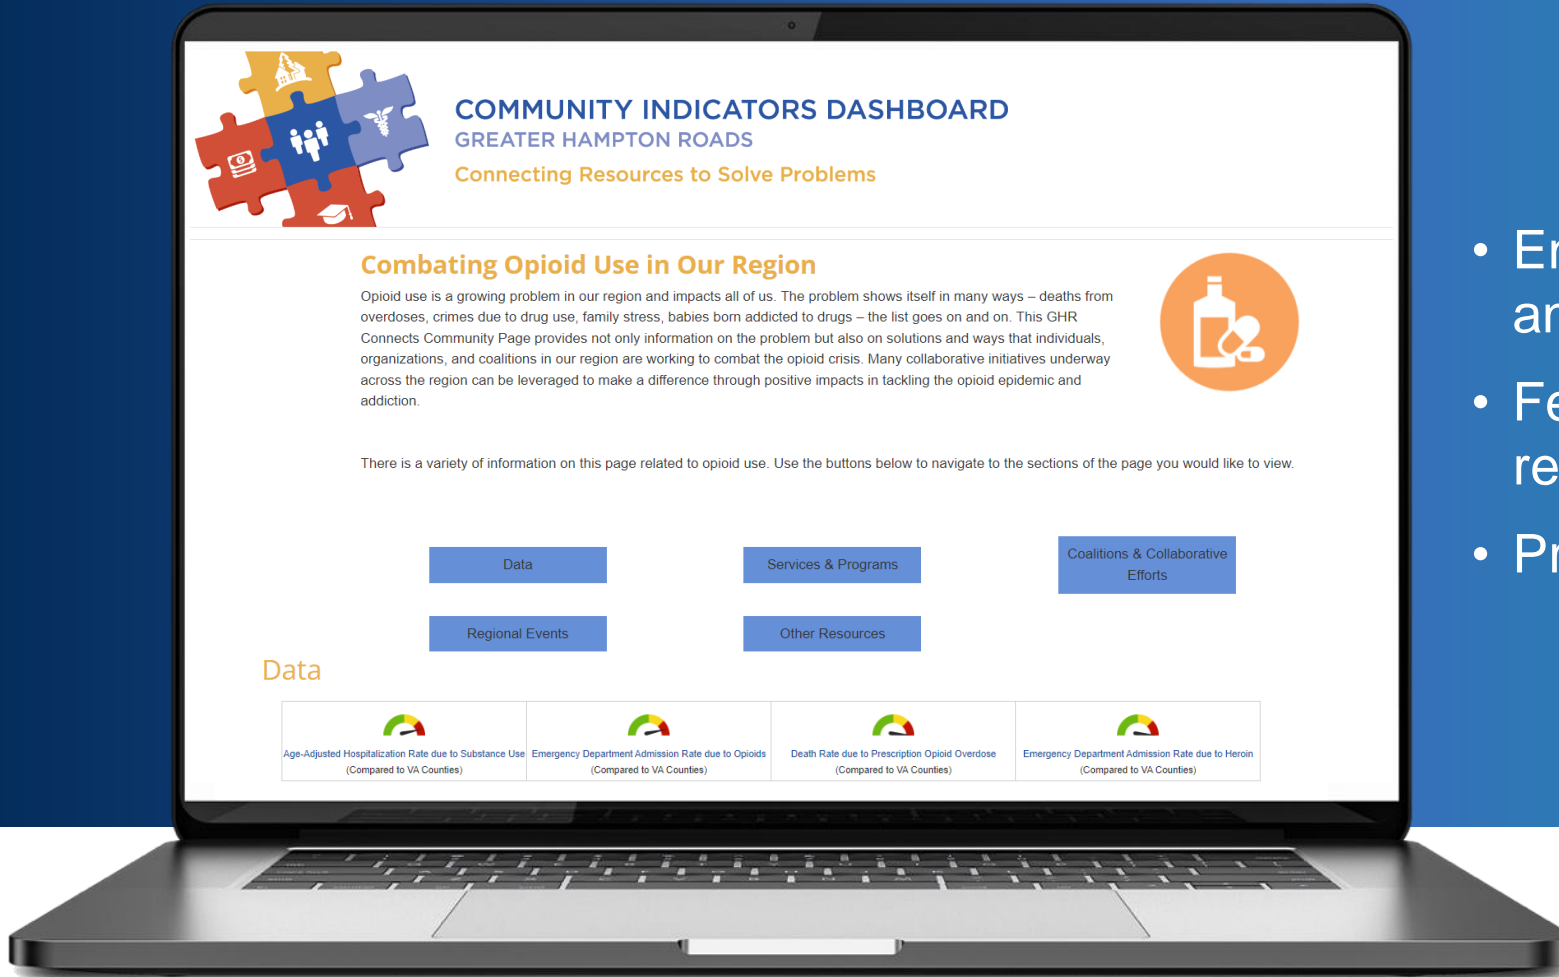 COMMUNITY INDICATORS DASHBOARD
GREATER HAMPTON ROADS
Connecting Resources to Solve Problems
Combating Opioid Use in Our Region
Opioid use is a growing problem in our region and impacts all of us. The problem shows itself in many ways – deaths from
overdoses, crimes due to drug use, family stress, babies born addicted to drugs – the list goes on and on. This GHR
Connects Community Page provides not only information on the problem but also on solutions and ways that individuals,
organizations, and coalitions in our region are working to combat the opioid crisis. Many collaborative initiatives underway
across the region can be leveraged to make a difference through positive impacts in tackling the opioid epidemic and
addiction.
There is a variety of information on this page related to opioid use. Use the buttons below to navigate to the sections of the page you would like to view.
Data
Services & Programs
Coalitions & Collaborative
Efforts
Regional Events
Other Resources
Data
Age-Adjusted Hospitalization Rate due to Substance Use
(Compared to VA Counties)
Emergency Department Admission Rate due to Opioids
(Compared to VA Counties)
Death Rate due to Prescription Opioid Overdose
(Compared to VA Counties)
Emergency Department Admission Rate due to Heroin
(Compared to VA Counties)